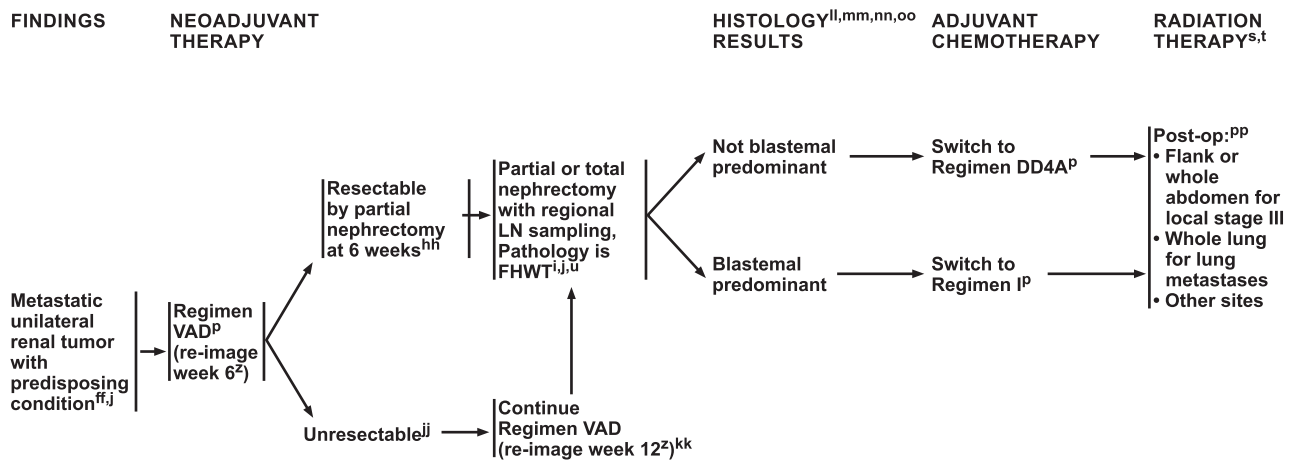 FINDINGS
NEOADJUVANT
THERAPY
HISTOLOGYll,mm,nn,oo
RESULTS
ADJUVANT
CHEMOTHERAPY
RADIATION
THERAPYs,t
Metastatic
unilateral
renal tumor
with
predisposing
conditionff,j
Regimen
VADp
(re-image
week 6z)
Resectable
by partial
nephrectomy
at 6 weekshh
Unresectablejj
Continue
Regimen VAD
(re-image week 12z)kk
Partial or total
nephrectomy
with regional
LN sampling,
Pathology is
FHWTi,j,u
Not blastemal
predominant
Switch to
Regimen DD4Ap
Blastemal
predominant
Switch to
Regimen Ip
Post-op:pp
• Flank or
whole
abdomen for
local stage III
• Whole lung
for lung
metastases
• Other sites